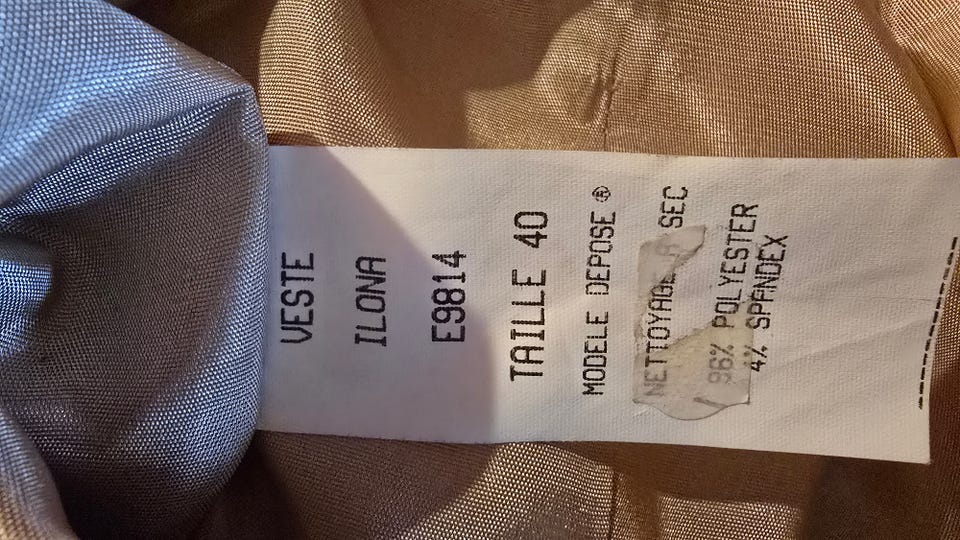 VESTE
ILONA
E9814
TAILLE 40
MODELE DEPOSE ®
NETTOYAGE A SEC
96% POLYESTER
4% SPANDEX